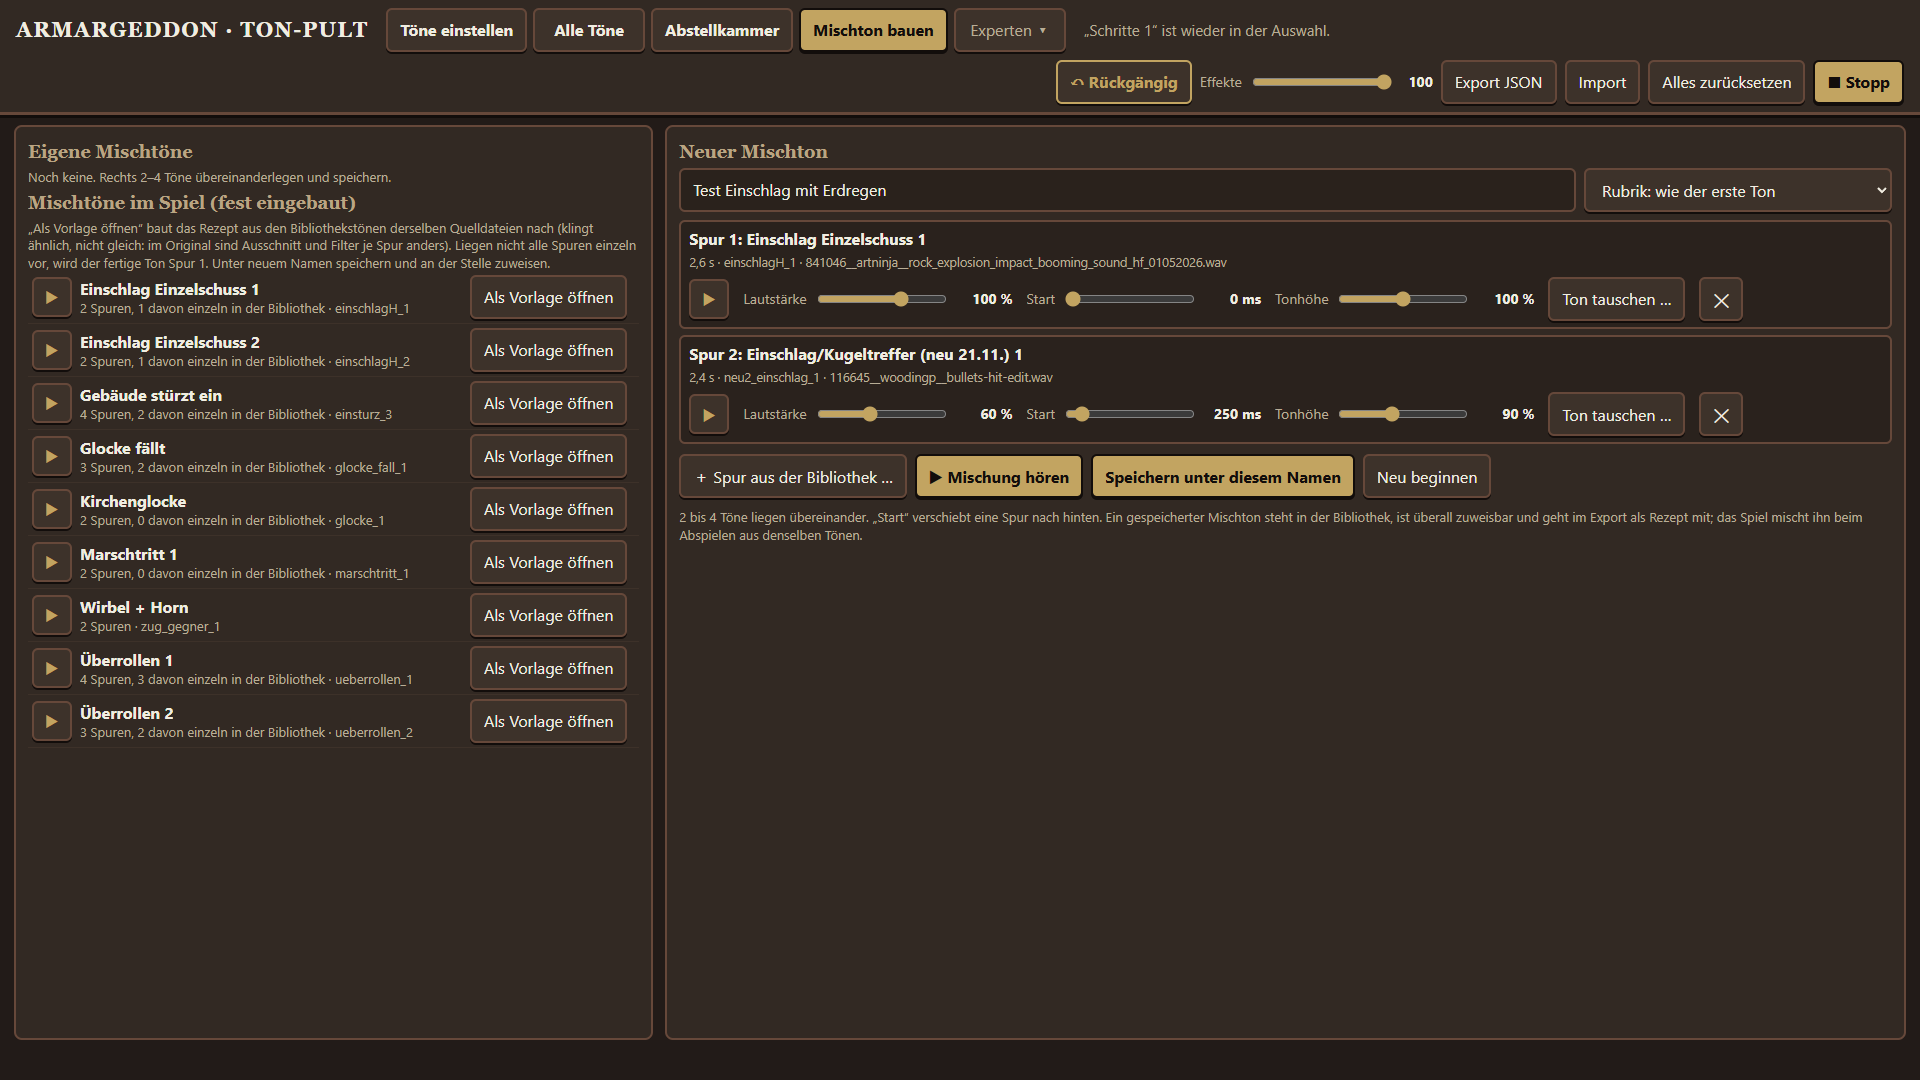 ARMARGEDDON · TON-PULT
Töne einstellen
Alle Töne
Abstellkammer
Mischton bauen
Experten ▾
„Schritte 1“ ist wieder in der Auswahl.
↶ Rückgängig
Effekte
100
Export JSON
Import
Alles zurücksetzen
■ Stopp
Eigene Mischtöne
Noch keine. Rechts 2–4 Töne übereinanderlegen und speichern.
Mischtöne im Spiel (fest eingebaut)
„Als Vorlage öffnen“ baut das Rezept aus den Bibliothekstönen derselben Quelldateien nach (klingt
ähnlich, nicht gleich: im Original sind Ausschnitt und Filter je Spur anders). Liegen nicht alle Spuren einzeln
vor, wird der fertige Ton Spur 1. Unter neuem Namen speichern und an der Stelle zuweisen.
Einschlag Einzelschuss 1
2 Spuren, 1 davon einzeln in der Bibliothek · einschlagH_1
Als Vorlage öffnen
Einschlag Einzelschuss 2
2 Spuren, 1 davon einzeln in der Bibliothek · einschlagH_2
Als Vorlage öffnen
Gebäude stürzt ein
4 Spuren, 2 davon einzeln in der Bibliothek · einsturz_3
Als Vorlage öffnen
Glocke fällt
3 Spuren, 2 davon einzeln in der Bibliothek · glocke_fall_1
Als Vorlage öffnen
Kirchenglocke
2 Spuren, 0 davon einzeln in der Bibliothek · glocke_1
Als Vorlage öffnen
Marschtritt 1
2 Spuren, 0 davon einzeln in der Bibliothek · marschtritt_1
Als Vorlage öffnen
Wirbel + Horn
2 Spuren · zug_gegner_1
Als Vorlage öffnen
Überrollen 1
4 Spuren, 3 davon einzeln in der Bibliothek · ueberrollen_1
Als Vorlage öffnen
Überrollen 2
3 Spuren, 2 davon einzeln in der Bibliothek · ueberrollen_2
Als Vorlage öffnen
Neuer Mischton
Test Einschlag mit Erdregen
Rubrik: wie der erste Ton
Spur 1: Einschlag Einzelschuss 1
2,6 s · einschlagH_1 · 841046__artninja__rock_explosion_impact_booming_sound_hf_01052026.wav
Lautstärke 100 % Start 0 ms Tonhöhe 100 % Ton tauschen ... ✕
Spur 2: Einschlag/Kugeltreffer (neu 21.11.) 1
2,4 s · neu2_einschlag_1 · 116645__woodingp__bullets-hit-edit.wav
Lautstärke 60 % Start 250 ms Tonhöhe 90 % Ton tauschen ... ✕
+ Spur aus der Bibliothek ...
▶ Mischung hören
Speichern unter diesem Namen
Neu beginnen
2 bis 4 Töne liegen übereinander. „Start“ verschiebt eine Spur nach hinten. Ein gespeicherter Mischton steht in der Bibliothek, ist überall zuweisbar und geht im Export als Rezept mit; das Spiel mischt ihn beim
Abspielen aus denselben Tönen.